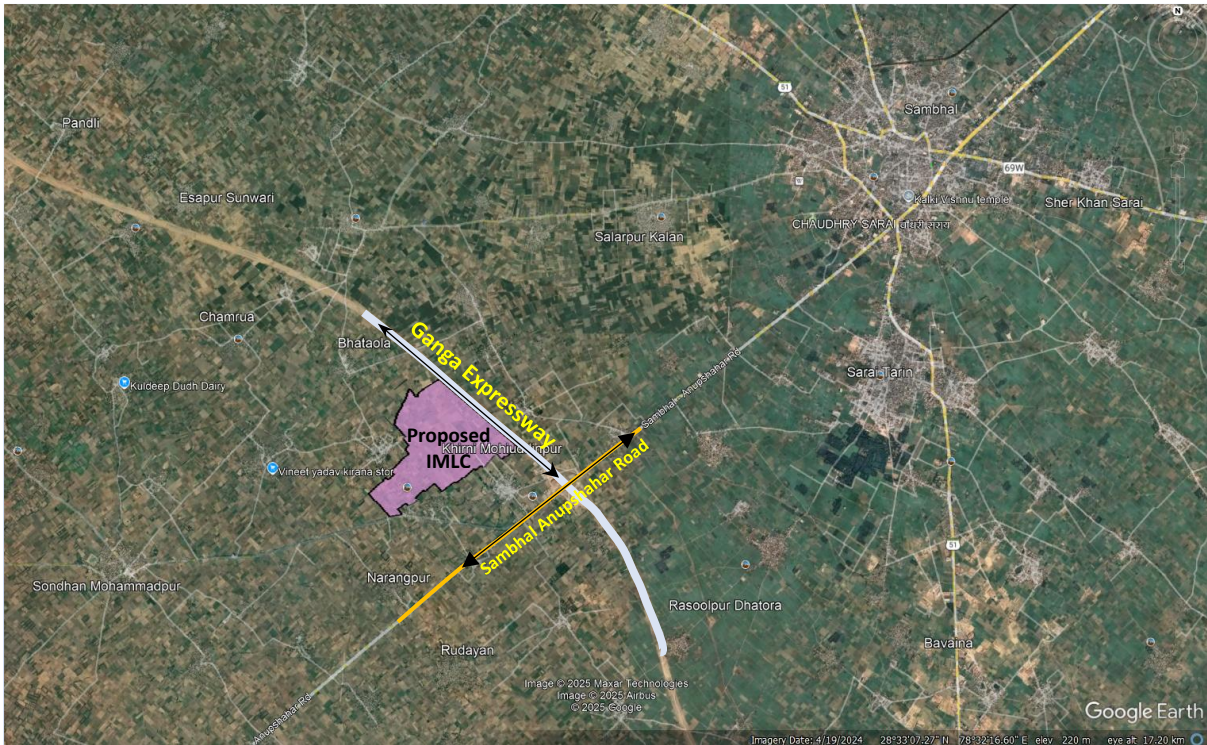 N
51
Sambhal
Pandli
69W
Esapur Sunwari
Kalki Vishnu temple
Sher Khan Sarai
CHAUDHRY SARAI चौधरी सराय
Salarpur Kalan
Chamrua
Bhataola
Ganga Expressway
Sambhal - Anupshahar Rd
Sarai Tarin
Kuldeep Dudh Dairy
Proposed
IMLC
Khirni Mohiuddinpur
Vineet yadav kirana stor
Sambhal Anupshahar Road
51
Narangpur
Sondhan Mohammadpur
Rasoolpur Dhatora
Rudayan
Bavaina
Anupshahar Rd
Image © 2025 Maxar Technologies
Image © 2025 Airbus
© 2025 Google
Google Earth
Imagery Date: 4/19/2024 28°33'07.27" N 78°32'16.60" E elev 220 m eye at 17.20 km